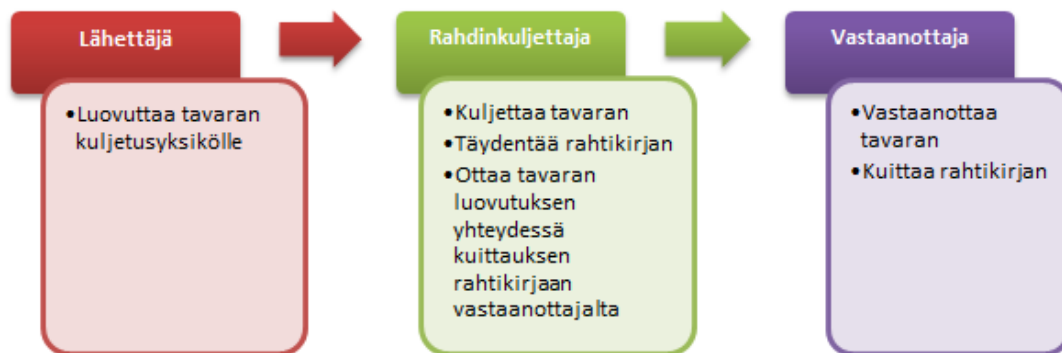 Lähettäjä
•Luovuttaa tavaran
kuljetusyksikölle
Rahdinkuljettaja
•Kuljettaa tavaran
•Täydentää rahtikirjan
•Ottaa tavaran
luovutuksen
yhteydessä
kuittauksen
rahtikirjaan
vastaanottajalta
Vastaanottaja
•Vastaanottaa
tavaran
•Kuittaa rahtikirjan